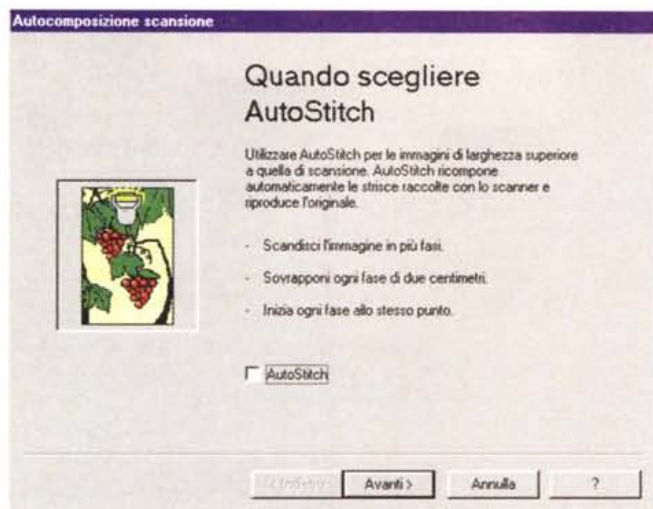 Autocomposizione scansione
Quando scegliere
AutoStitch
Utilizzare AutoStitch per le immagini di larghezza superiore
a quella di scansione. AutoStitch ricompone
automaticamente le strisce raccolte con lo scanner e
riproduce l'originale.
- Scandisci l'immagine in più fasi.
- Sovrapponi ogni fase di due centimetri.
- Inizia ogni fase allo stesso punto.
AutoStitch
< Indietro Avanti > Annulla ?